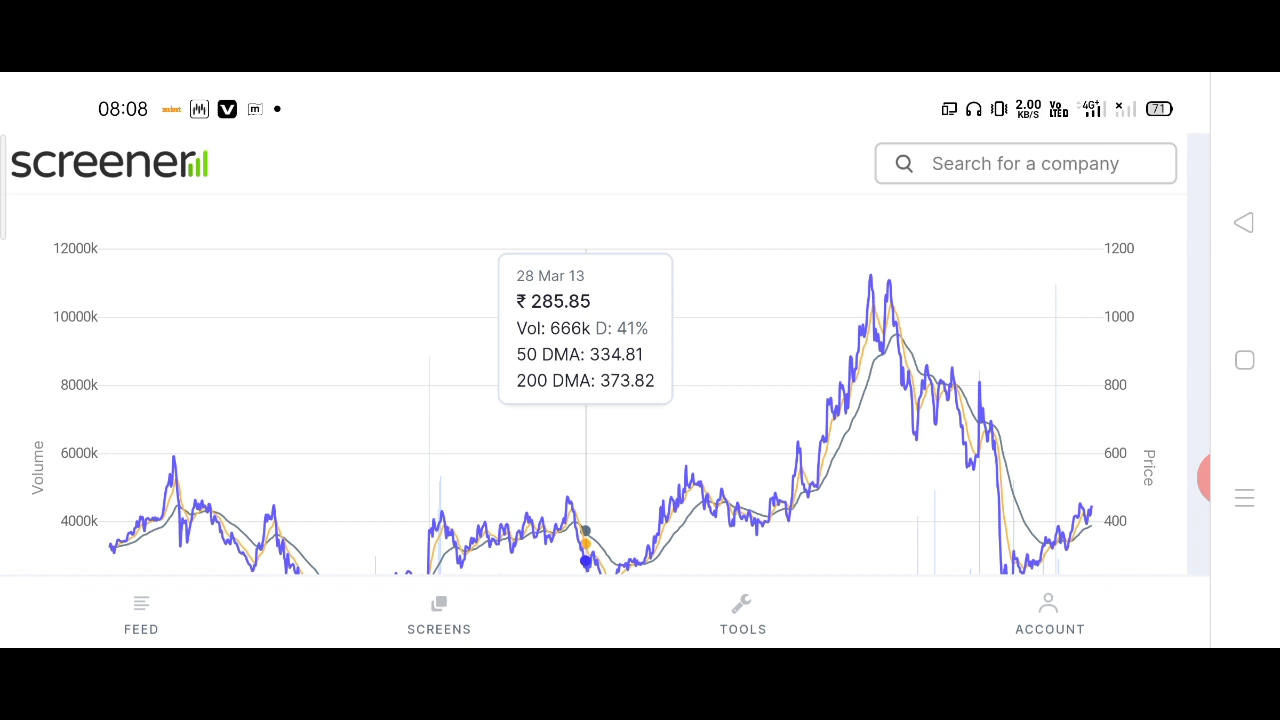 08:08 2.00 KB/S Vo LTE 4G+ 71
screener
Search for a company
12000k 1200
28 Mar 13
₹ 285.85
10000k 1000
Vol: 666k D: 41%
50 DMA: 334.81
200 DMA: 373.82
8000k 800
6000k 600
Volume
Price
4000k 400
FEED SCREENS TOOLS ACCOUNT